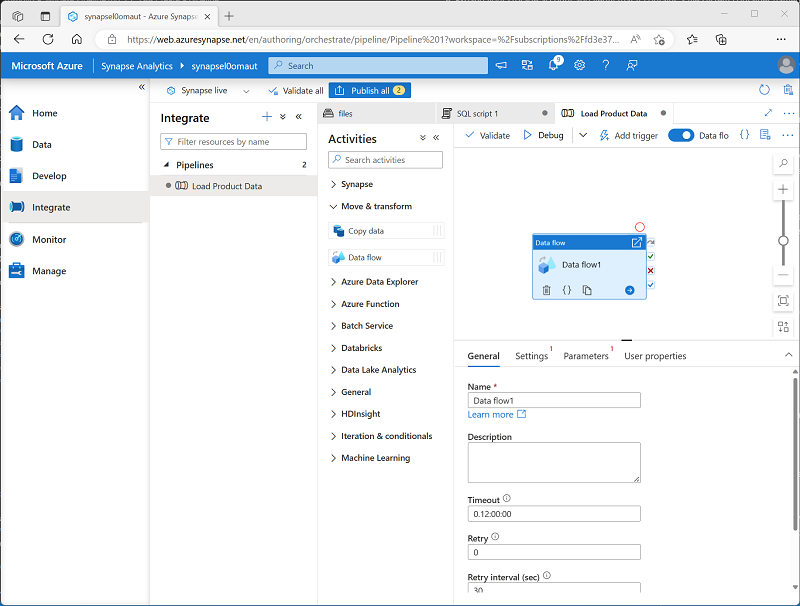 synapsel0omaut - Azure Synapse
https://web.azuresynapse.net/en/authoring/orchestrate/pipeline/Pipeline%201?workspace=%2Fsubscriptions%2Ffd3e37...
Microsoft Azure
Synapse Analytics
synapsel0omaut
Search
9
Synapse live
Validate all
Publish all
2
Home
Data
Develop
Integrate
Monitor
Manage
Integrate
Filter resources by name
Pipelines
2
Load Product Data
files
SQL script 1
Load Product Data
Activities
Search activities
Synapse
Move & transform
Copy data
Data flow
Azure Data Explorer
Azure Function
Batch Service
Databricks
Data Lake Analytics
General
HDInsight
Iteration & conditionals
Machine Learning
Validate
Debug
Add trigger
Data flo
Data flow
Data flow1
General
Settings
1
Parameters
1
User properties
Name *
Data flow1
Learn more
Description
Timeout
0.12:00:00
Retry
0
Retry interval (sec)
30